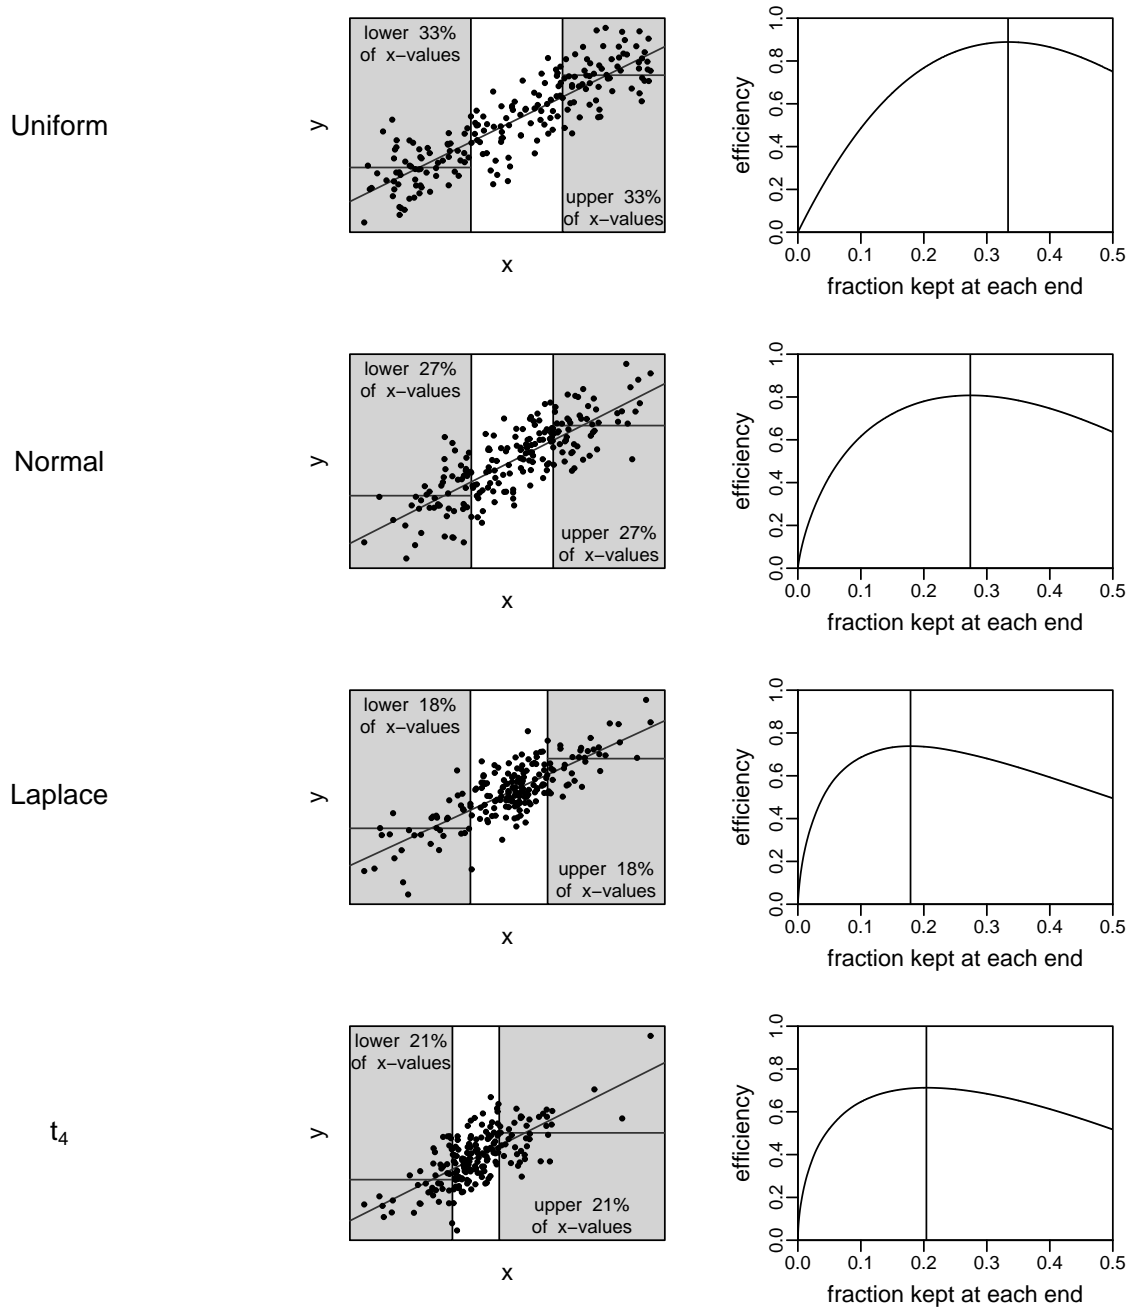 Uniform
lower 33%
of x−values
upper 33%
of x−values
y
x
efficiency
0.0 0.2 0.4 0.6 0.8 1.0
0.0 0.1 0.2 0.3 0.4 0.5
fraction kept at each end
Normal
lower 27%
of x−values
upper 27%
of x−values
y
x
efficiency
0.0 0.2 0.4 0.6 0.8 1.0
0.0 0.1 0.2 0.3 0.4 0.5
fraction kept at each end
Laplace
lower 18%
of x−values
upper 18%
of x−values
y
x
efficiency
0.0 0.2 0.4 0.6 0.8 1.0
0.0 0.1 0.2 0.3 0.4 0.5
fraction kept at each end
t₄
lower 21%
of x−values
upper 21%
of x−values
y
x
efficiency
0.0 0.2 0.4 0.6 0.8 1.0
0.0 0.1 0.2 0.3 0.4 0.5
fraction kept at each end